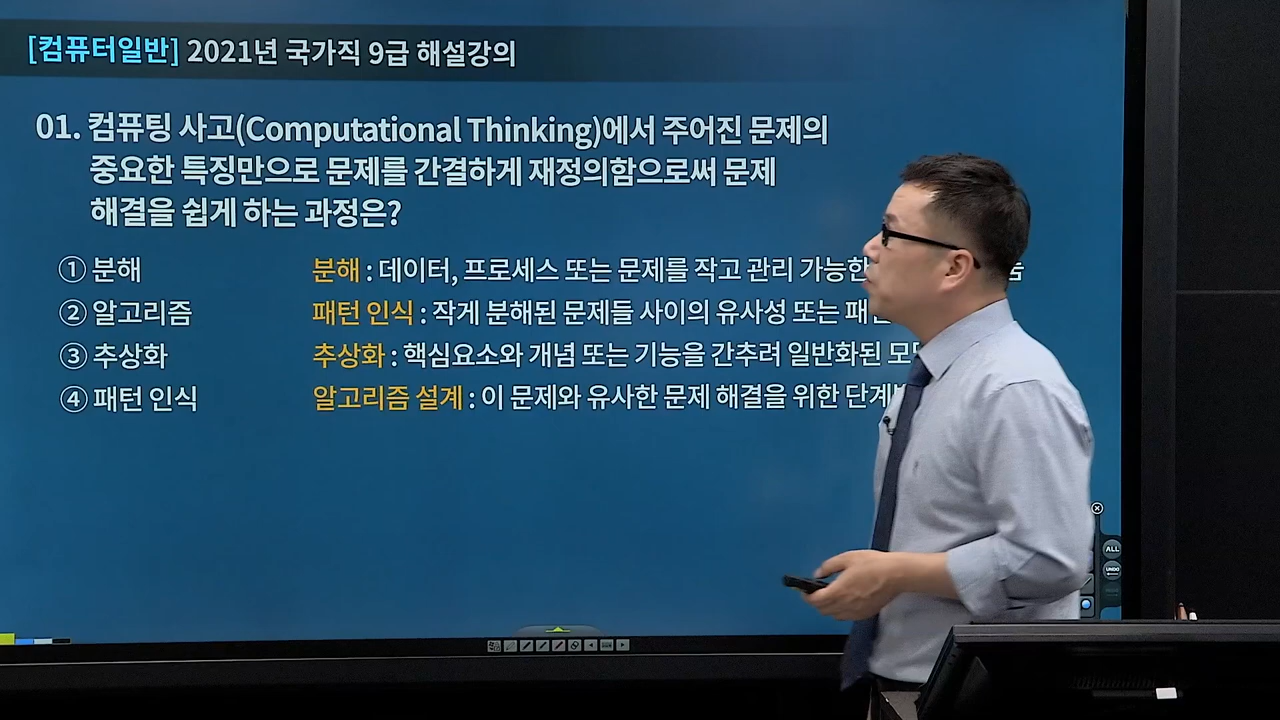 [컴퓨터일반] 2021년 국가직 9급 해설강의
01. 컴퓨팅 사고(Computational Thinking)에서 주어진 문제의
중요한 특징만으로 문제를 간결하게 재정의함으로써 문제
해결을 쉽게 하는 과정은?
① 분해 분해 : 데이터, 프로세스 또는 문제를 작고 관리 가능한
② 알고리즘 패턴 인식 : 작게 분해된 문제들 사이의 유사성 또는
③ 추상화 추상화 : 핵심요소와 개념 또는 기능을 간추려 일반화된
④ 패턴 인식 알고리즘 설계 : 이 문제와 유사한 문제 해결을 위한
ALL
UNDO